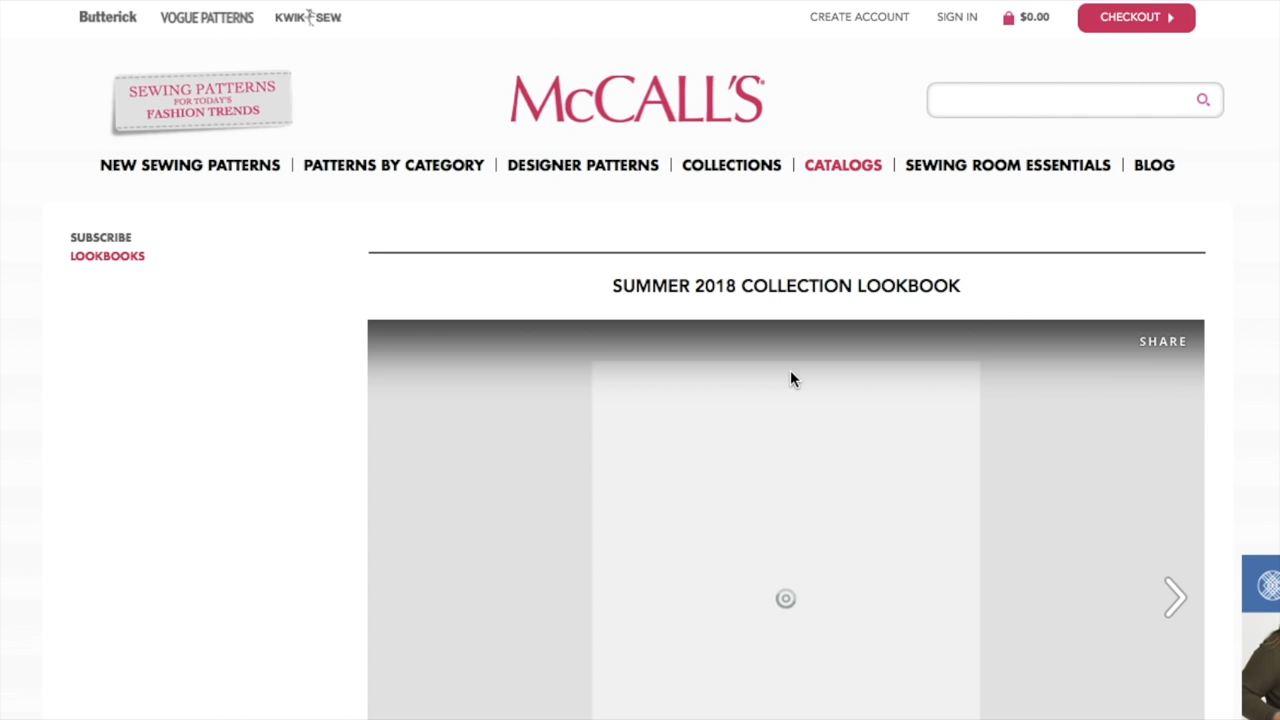 Butterick VOGUE PATTERNS KWIK SEW CREATE ACCOUNT SIGN IN $0.00 CHECKOUT
SEWING PATTERNS
FOR TODAY'S
FASHION TRENDS
McCALL'S
NEW SEWING PATTERNS | PATTERNS BY CATEGORY | DESIGNER PATTERNS | COLLECTIONS | CATALOGS | SEWING ROOM ESSENTIALS | BLOG
SUBSCRIBE
LOOKBOOKS
SUMMER 2018 COLLECTION LOOKBOOK
SHARE